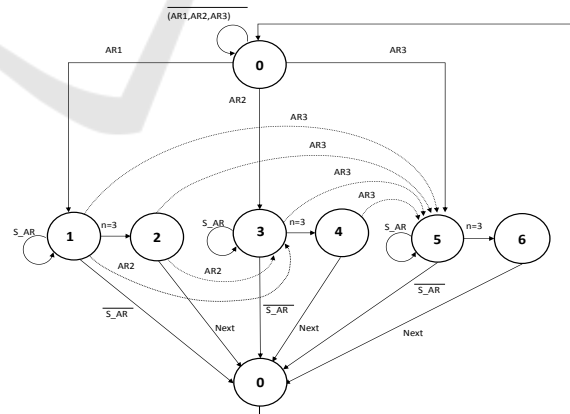 (AR1,AR2,AR3)
AR1
0
AR3
AR2
AR3
AR3
AR3
AR3
S_AR
1
n=3
2
S_AR
3
n=3
4
S_AR
5
n=3
6
AR2
AR2
S_AR
S_AR
S_AR
Next
Next
Next
0